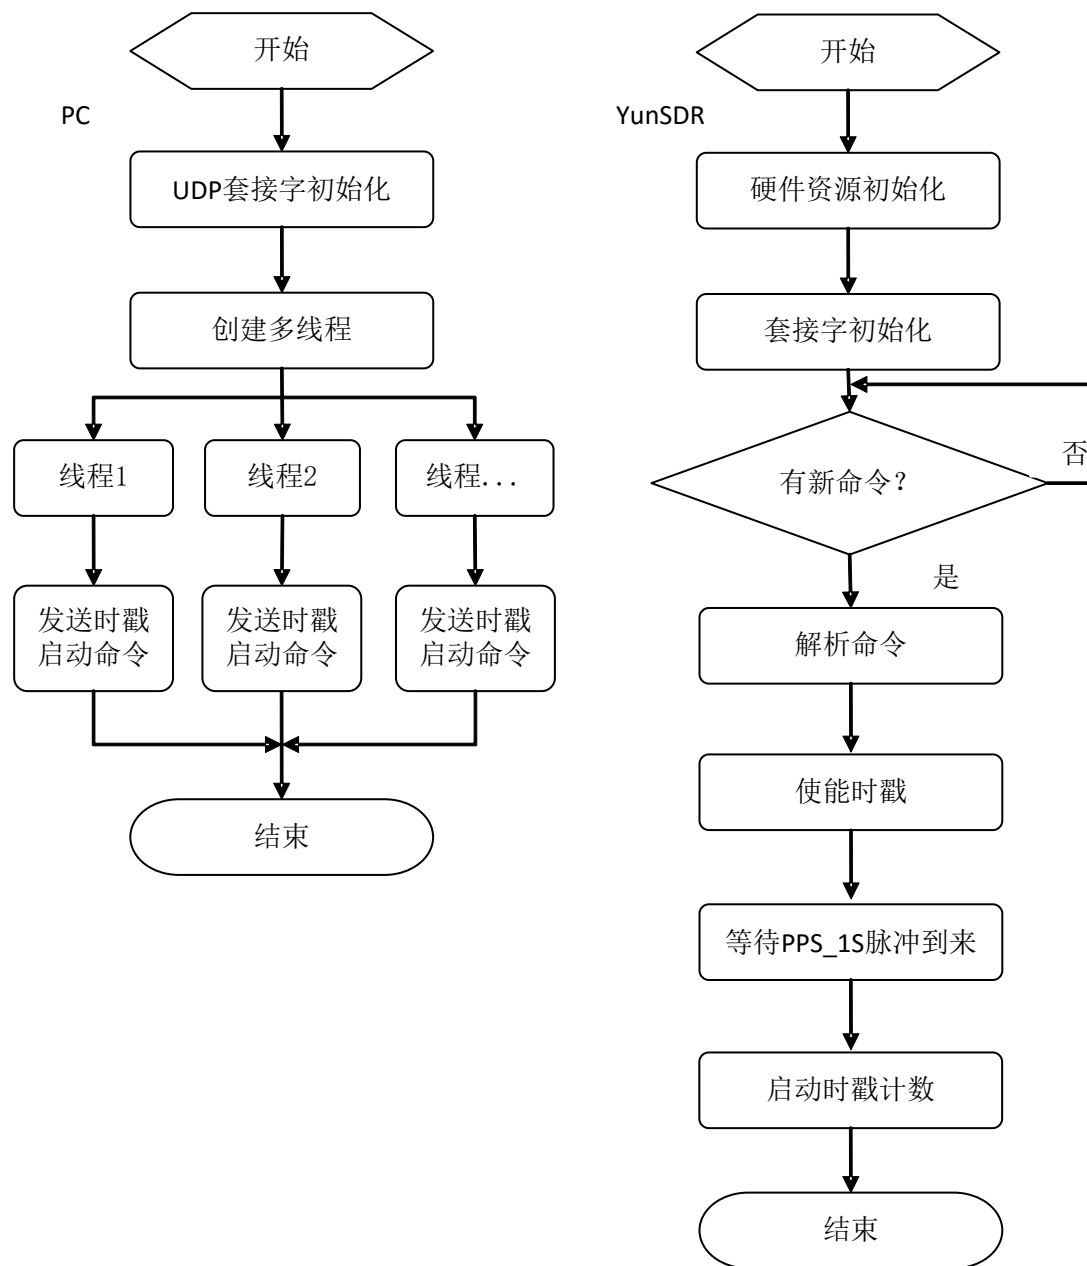 开始
PC
UDP套接字初始化
创建多线程
线程1
线程2
线程...
发送时戳
启动命令
发送时戳
启动命令
发送时戳
启动命令
结束
开始
YunSDR
硬件资源初始化
套接字初始化
有新命令？
否
是
解析命令
使能时戳
等待PPS_1S脉冲到来
启动时戳计数
结束